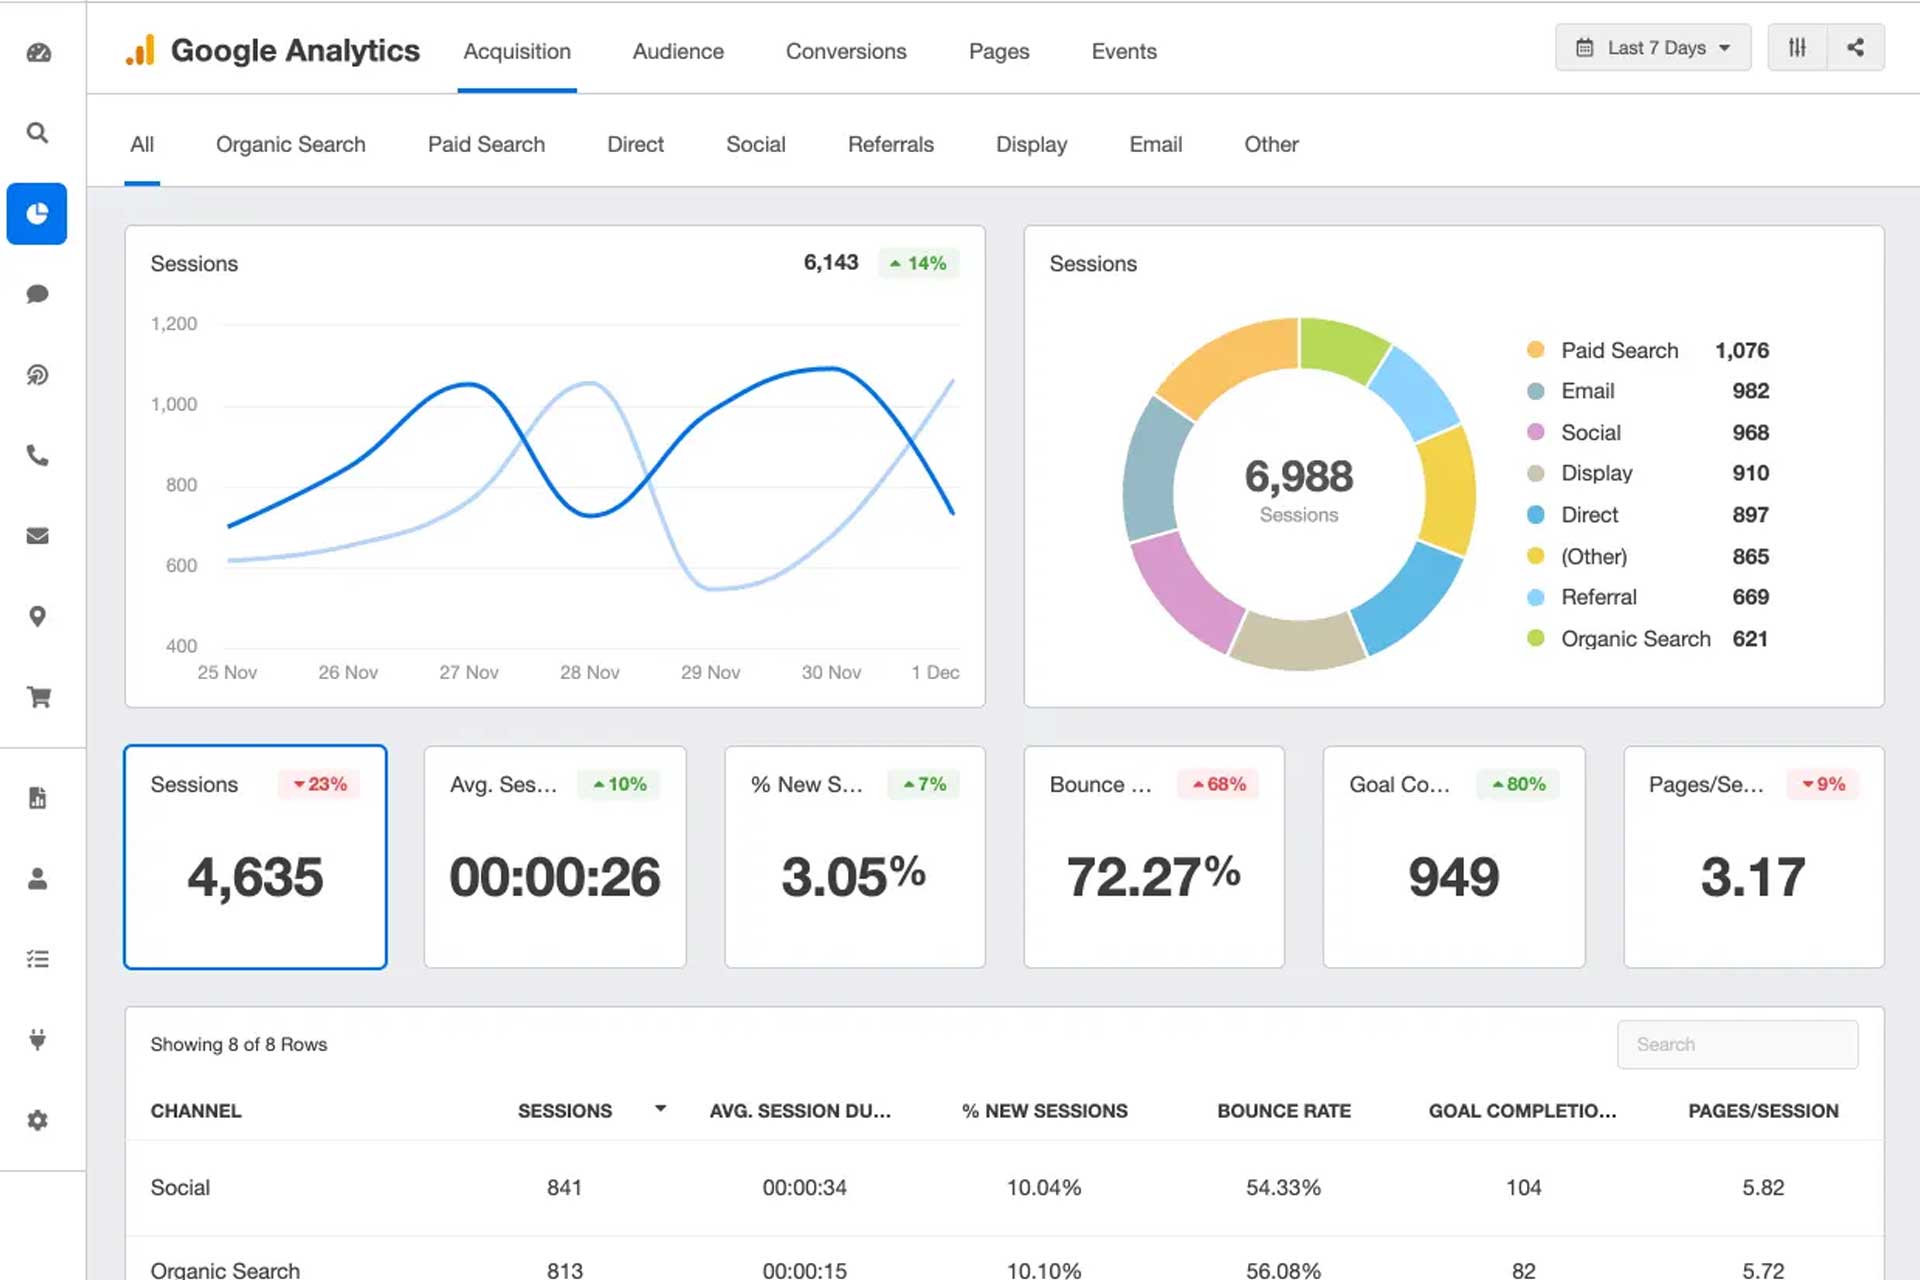 Google Analytics
Acquisition
Audience
Conversions
Pages
Events
Last 7 Days
All
Organic Search
Paid Search
Direct
Social
Referrals
Display
Email
Other
Sessions
6,143
14%
1,200
1,000
800
600
400
25 Nov
26 Nov
27 Nov
28 Nov
29 Nov
30 Nov
1 Dec
Sessions
6,988
Sessions
Paid Search 1,076
Email 982
Social 968
Display 910
Direct 897
(Other) 865
Referral 669
Organic Search 621
Sessions
23%
4,635
Avg. Ses...
10%
00:00:26
% New S...
7%
3.05%
Bounce ...
68%
72.27%
Goal Co...
80%
949
Pages/Se...
9%
3.17
Showing 8 of 8 Rows
Search
CHANNEL SESSIONS AVG. SESSION DU... % NEW SESSIONS BOUNCE RATE GOAL COMPLETIO... PAGES/SESSION
Social 841 00:00:34 10.04% 54.33% 104 5.82
Organic Search 813 00:00:15 10.10% 56.08% 82 5.72